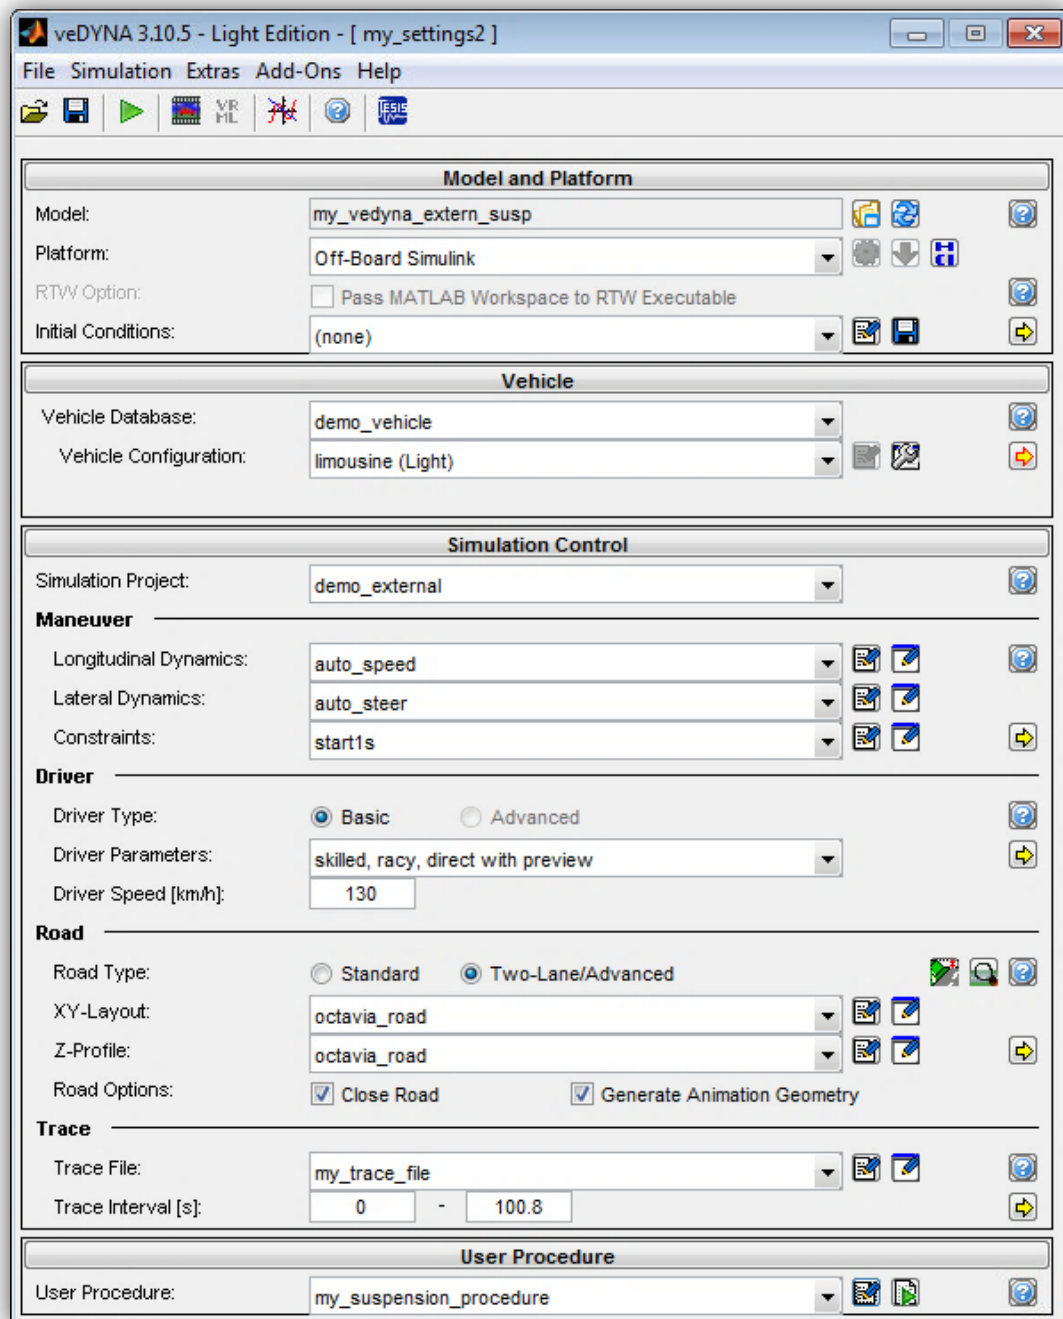 veDYNA 3.10.5 - Light Edition - [ my_settings2 ]
File Simulation Extras Add-Ons Help
VR
ML
TESIS
Model and Platform
Model: my_vedyna_extern_susp
Platform: Off-Board Simulink
RTW Option: Pass MATLAB Workspace to RTW Executable
Initial Conditions: (none)
Vehicle
Vehicle Database: demo_vehicle
Vehicle Configuration: limousine (Light)
Simulation Control
Simulation Project: demo_external
Maneuver
Longitudinal Dynamics: auto_speed
Lateral Dynamics: auto_steer
Constraints: start1s
Driver
Driver Type: Basic Advanced
Driver Parameters: skilled, racy, direct with preview
Driver Speed [km/h]: 130
Road
Road Type: Standard Two-Lane/Advanced
XY-Layout: octavia_road
Z-Profile: octavia_road
Road Options: Close Road Generate Animation Geometry
Trace
Trace File: my_trace_file
Trace Interval [s]: 0 - 100.8
User Procedure
User Procedure: my_suspension_procedure